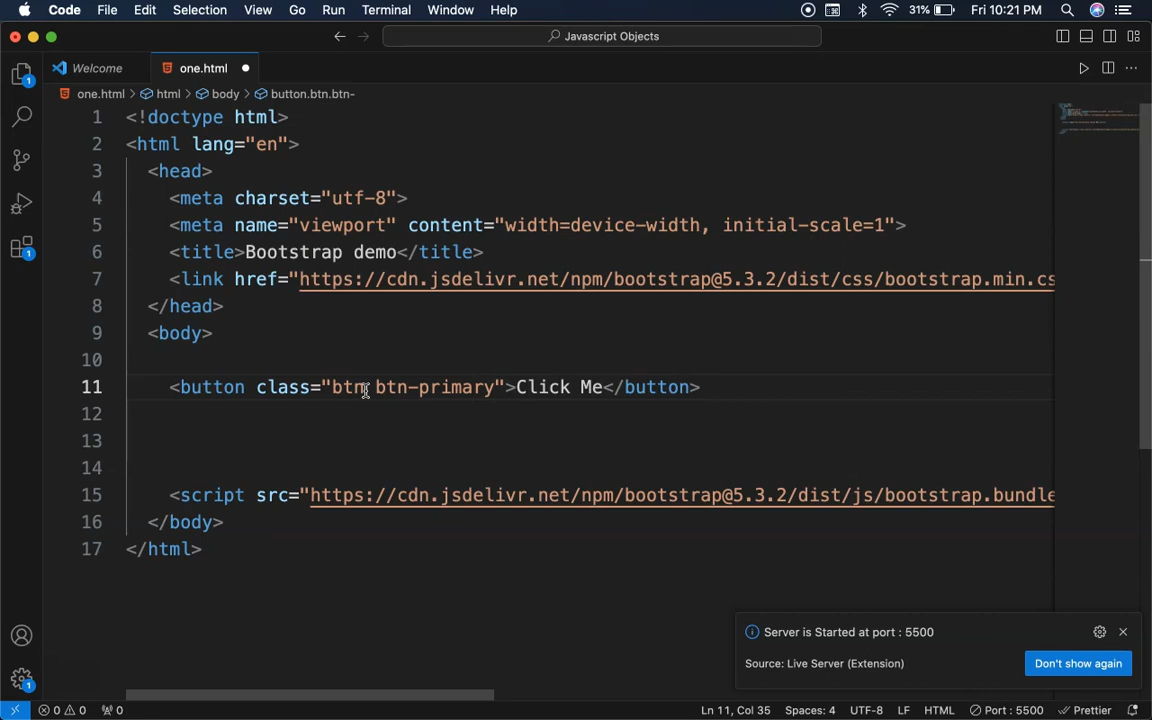 Code File Edit Selection View Go Run Terminal Window Help 31% Fri 10:21 PM
Javascript Objects
Welcome one.html
one.html html body button.btn.btn-
1 <!doctype html>
2 <html lang="en">
3 <head>
4 <meta charset="utf-8">
5 <meta name="viewport" content="width=device-width, initial-scale=1">
6 <title>Bootstrap demo</title>
7 <link href="https://cdn.jsdelivr.net/npm/bootstrap@5.3.2/dist/css/bootstrap.min.cs
8 </head>
9 <body>
10
11 <button class="btn btn-primary">Click Me</button>
12
13
14
15 <script src="https://cdn.jsdelivr.net/npm/bootstrap@5.3.2/dist/js/bootstrap.bundle
16 </body>
17 </html>
1
1
Server is Started at port : 5500
Source: Live Server (Extension) Don't show again
1
0 0 0 Ln 11, Col 35 Spaces: 4 UTF-8 LF HTML Port : 5500 Prettier